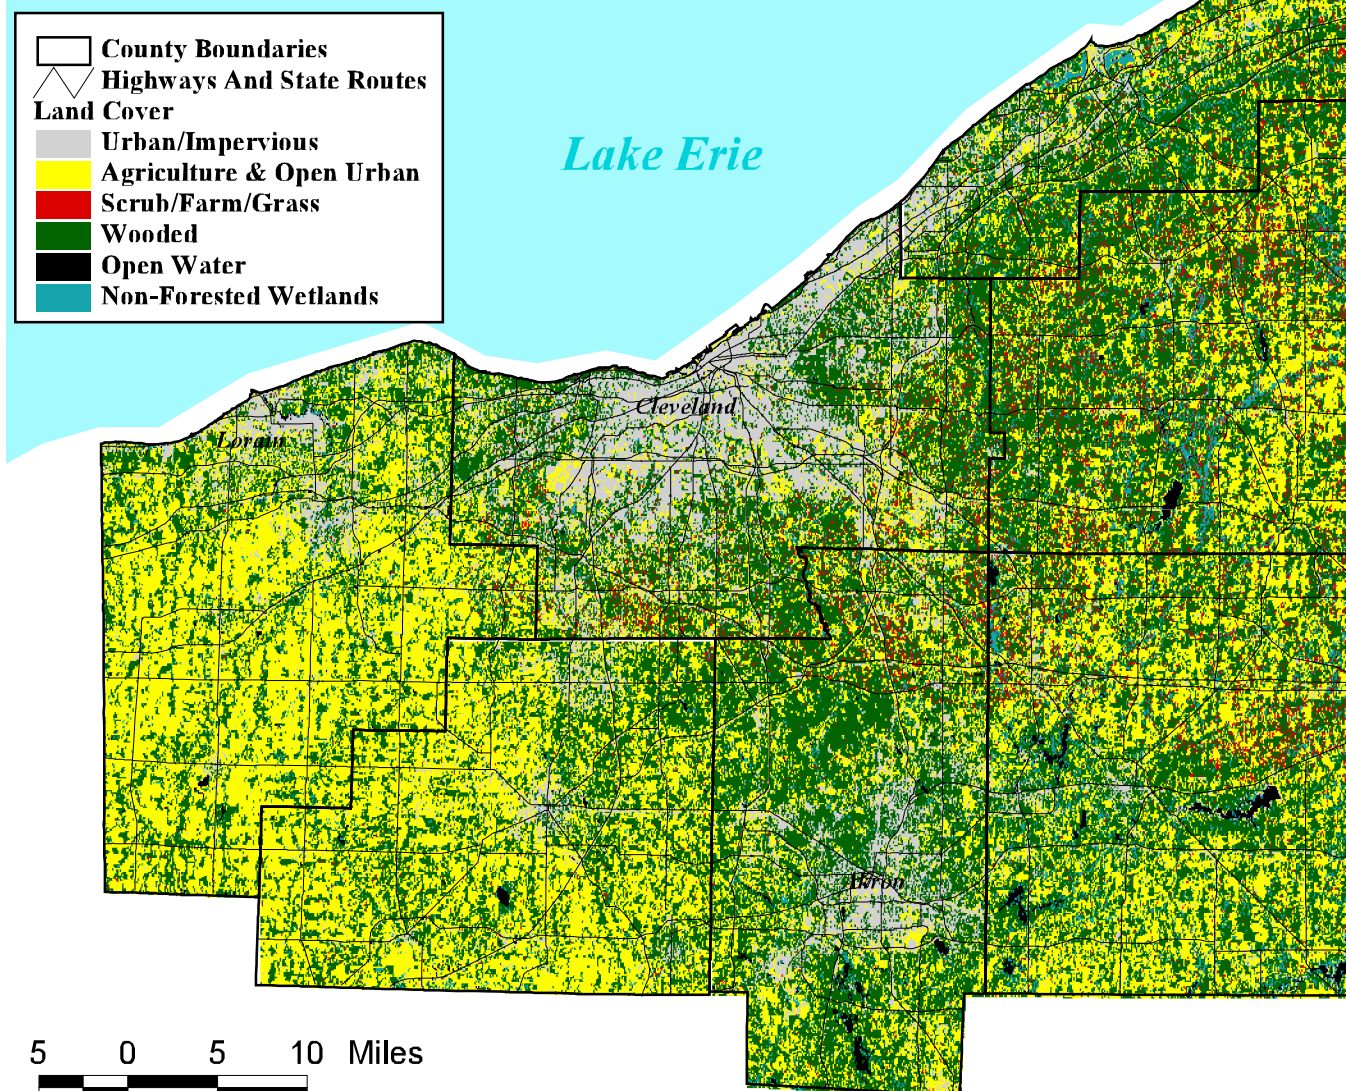 County Boundaries
Highways And State Routes
Land Cover
Urban/Impervious
Agriculture & Open Urban
Scrub/Farm/Grass
Wooded
Open Water
Non-Forested Wetlands
Lake Erie
Cleveland
Lorain
Akron
5 0 5 10 Miles